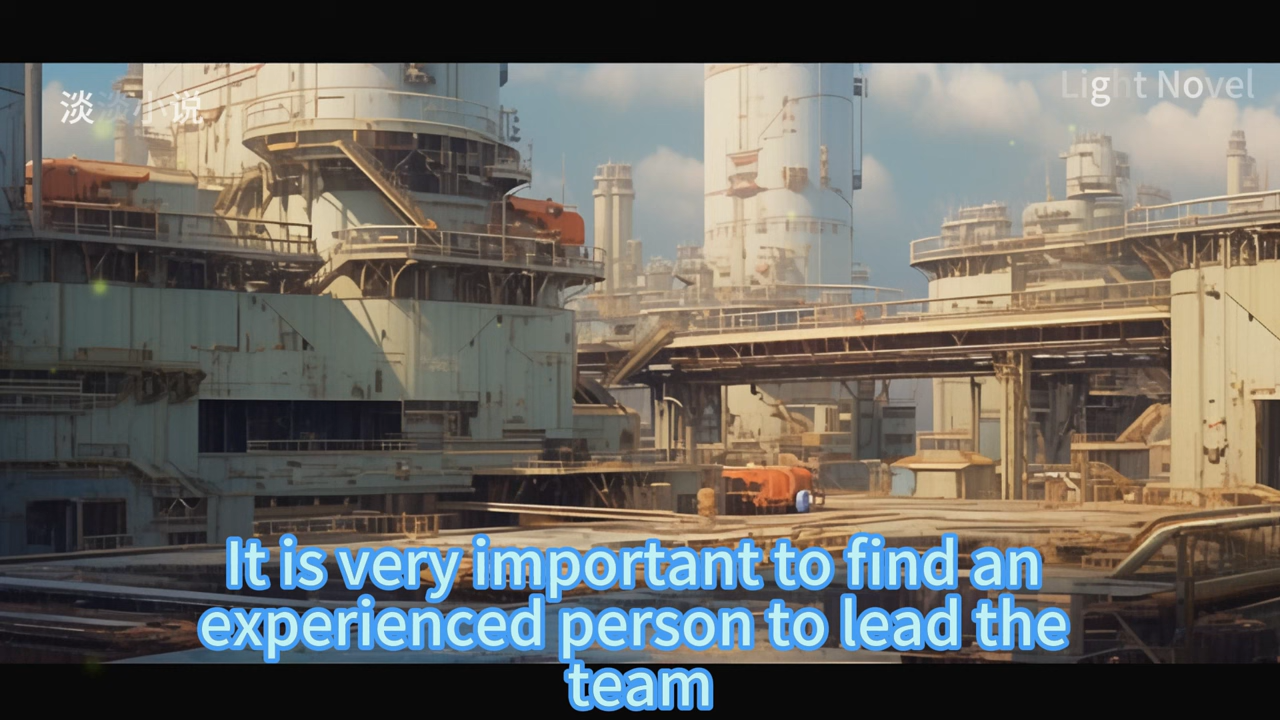 淡淡小说
Light Novel
It is very important to find an
experienced person to lead the
team